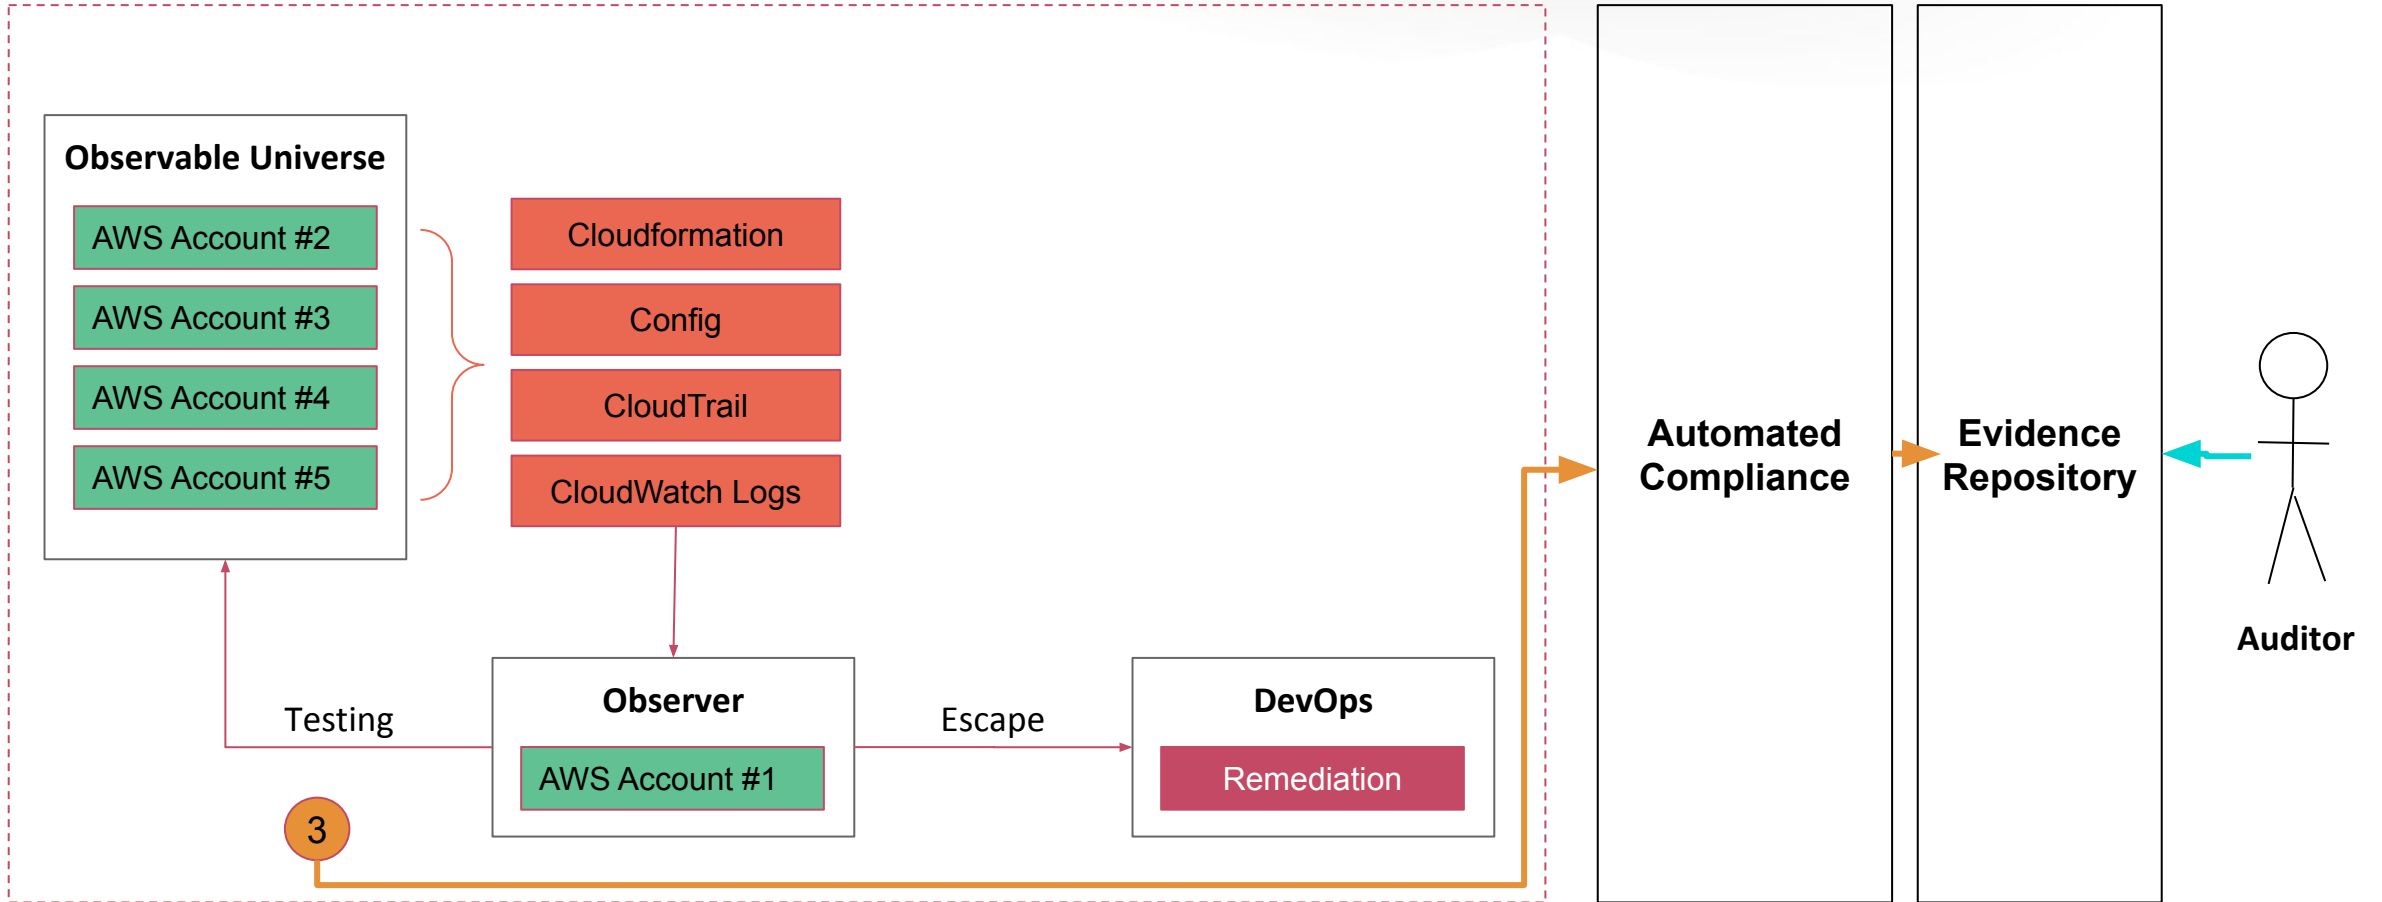 Observable Universe
AWS Account #2
AWS Account #3
AWS Account #4
AWS Account #5
Cloudformation
Config
CloudTrail
CloudWatch Logs
Testing
Observer
AWS Account #1
Escape
DevOps
Remediation
3
Automated
Compliance
Evidence
Repository
Auditor